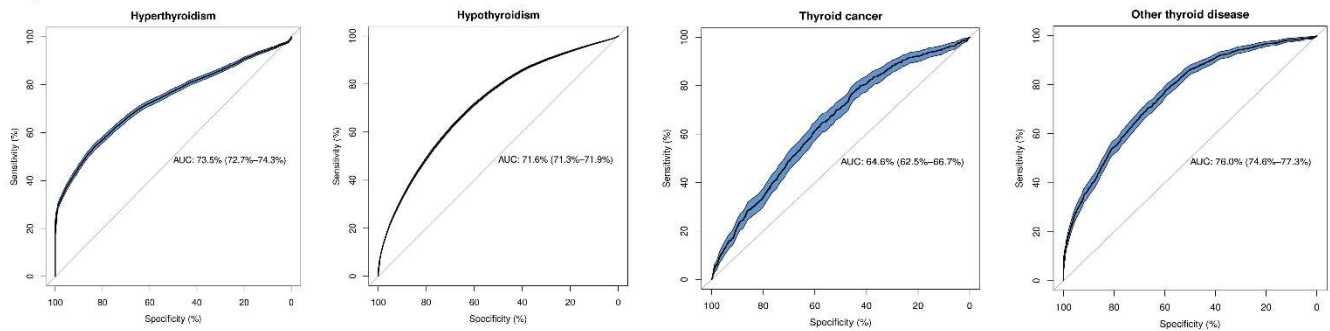 Hyperthyroidism
Sensitivity (%)
100
80
60
40
20
0
AUC: 73.5% (72.7%–74.3%)
100 80 60 40 20 0
Specificity (%)
Hypothyroidism
Sensitivity (%)
100
80
60
40
20
0
AUC: 71.6% (71.3%–71.9%)
100 80 60 40 20 0
Specificity (%)
Thyroid cancer
Sensitivity (%)
100
80
60
40
20
0
AUC: 64.6% (62.5%–66.7%)
100 80 60 40 20 0
Specificity (%)
Other thyroid disease
Sensitivity (%)
100
80
60
40
20
0
AUC: 76.0% (74.6%–77.3%)
100 80 60 40 20 0
Specificity (%)